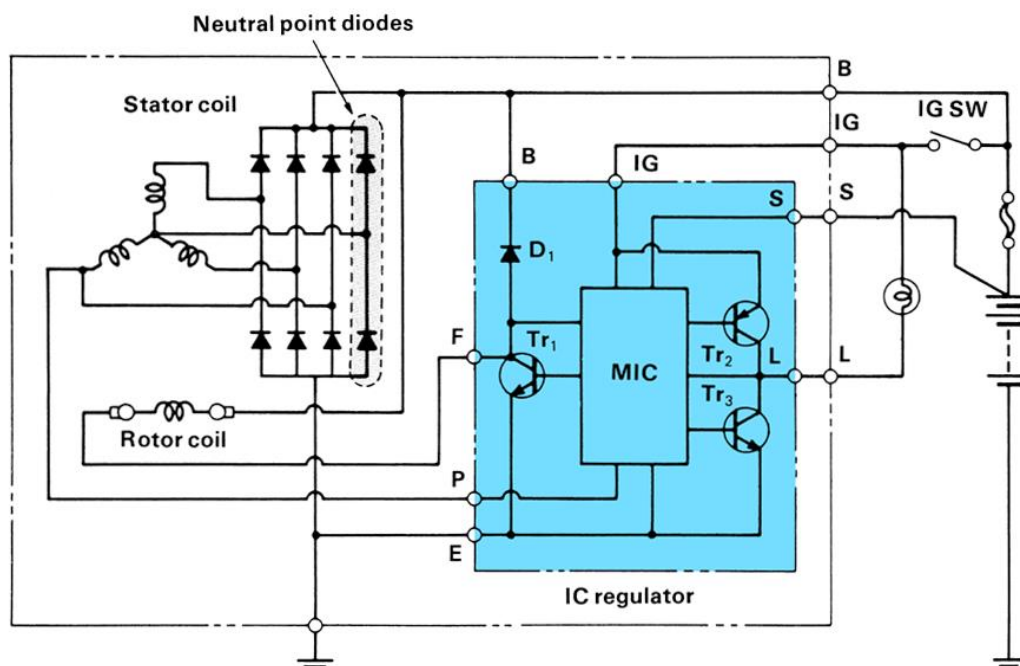 Neutral point diodes
Stator coil
B
IG SW
IG
B
IG
S
S
D1
F
Tr1
Tr2
L
L
MIC
Tr3
Rotor coil
P
E
IC regulator